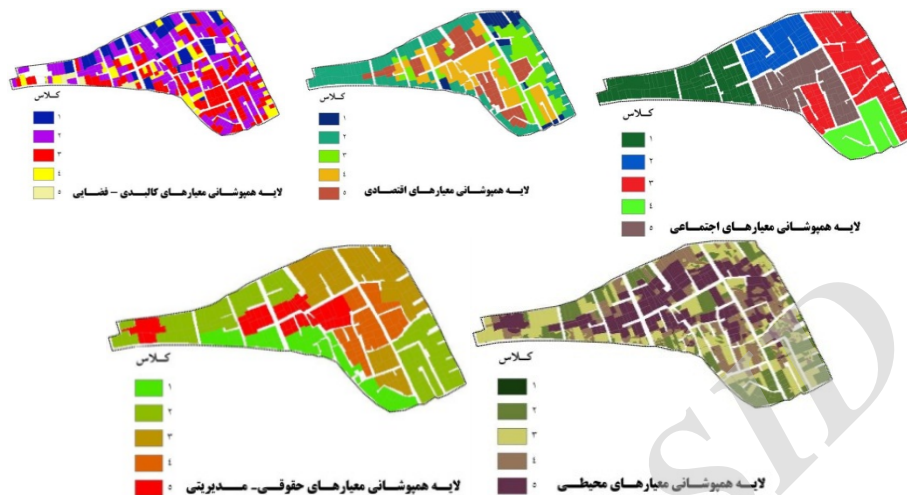 کلاس
۱
۲
۳
۴
۵
لایه همپوشانی معیارهای کالبدی - فضایی
کلاس
۱
۲
۳
۴
۵
لایه همپوشانی معیارهای اقتصادی
کلاس
۱
۲
۳
۴
۵
لایه همپوشانی معیارهای اجتماعی
کلاس
۱
۲
۳
۴
۵
لایه همپوشانی معیارهای حقوقی- مدیریتی
کلاس
۱
۲
۳
۴
۵
لایه همپوشانی معیارهای محیطی
SID